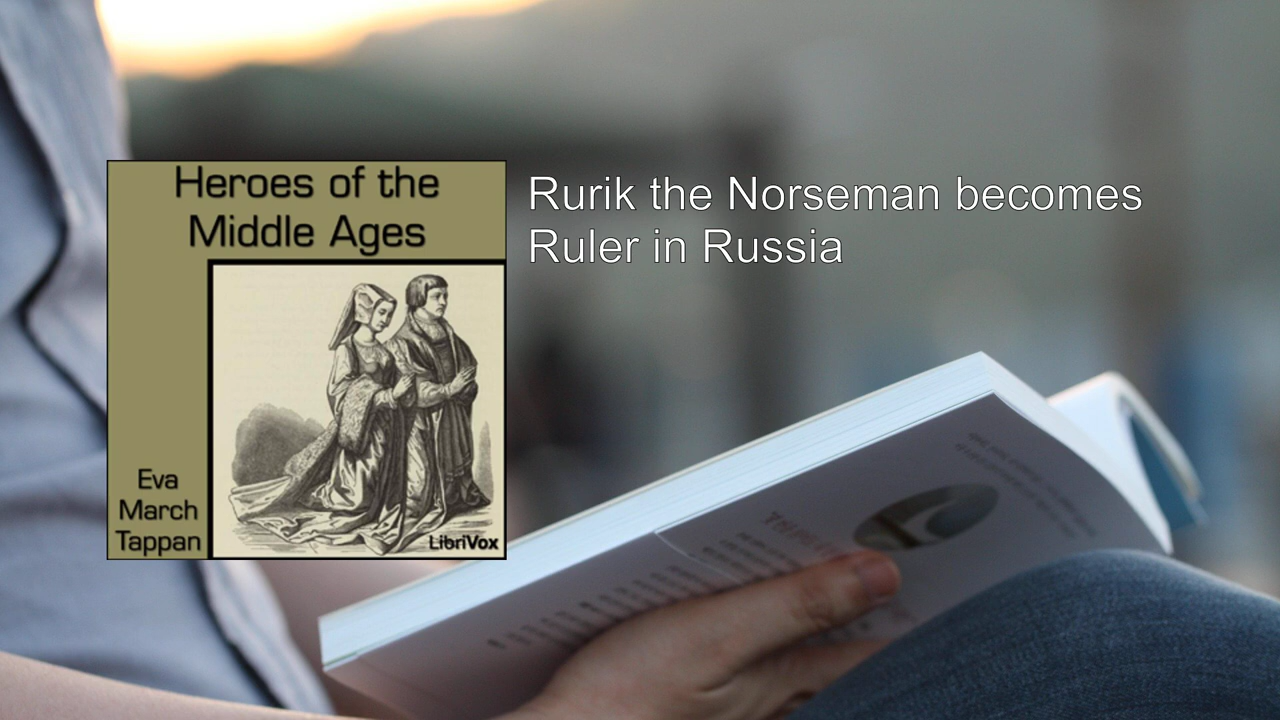 Heroes of the
Middle Ages
Eva
March
Tappan
LibriVox
Rurik the Norseman becomes
Ruler in Russia